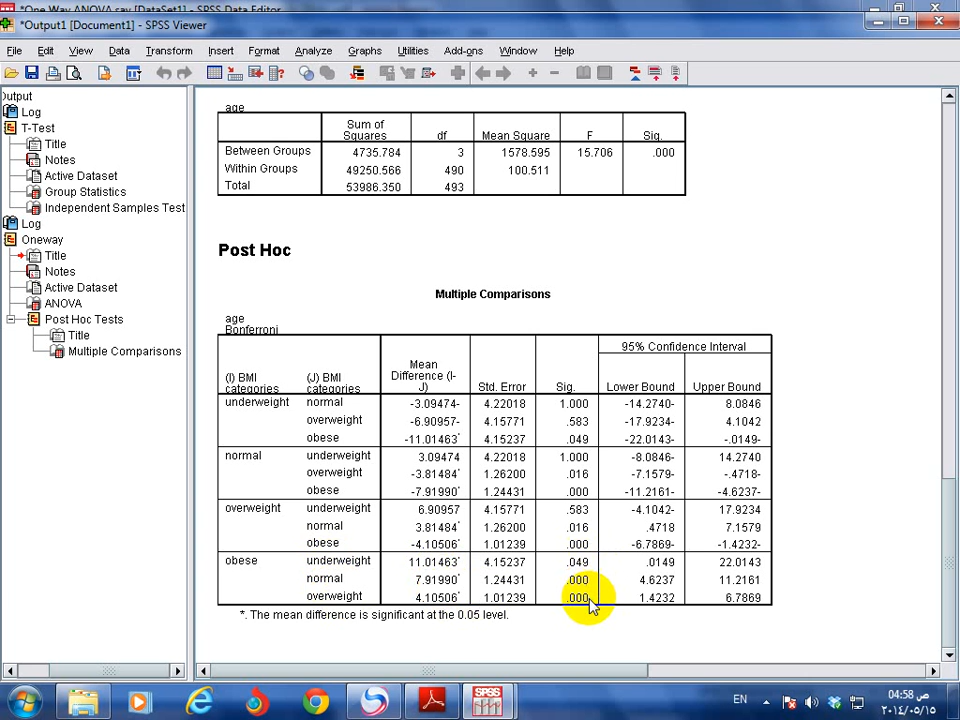 *One Way ANOVA.sav [DataSet1] - SPSS Data Editor
*Output1 [Document1] - SPSS Viewer
File Edit View Data Transform Insert Format Analyze Graphs Utilities Add-ons Window Help
Output
Log
T-Test
Title
Notes
Active Dataset
Group Statistics
Independent Samples Test
Log
Oneway
Title
Notes
Active Dataset
ANOVA
Post Hoc Tests
Title
Multiple Comparisons
age
Sum of Squares df Mean Square F Sig.
Between Groups 4735.784 3 1578.595 15.706 .000
Within Groups 49250.566 490 100.511
Total 53986.350 493
Post Hoc
Multiple Comparisons
age
Bonferroni
95% Confidence Interval
(I) BMI categories (J) BMI categories Mean Difference (I-J) Std. Error Sig. Lower Bound Upper Bound
underweight normal -3.09474- 4.22018 1.000 -14.2740- 8.0846
overweight -6.90957- 4.15771 .583 -17.9234- 4.1042
obese -11.01463* 4.15237 .049 -22.0143- -.0149-
normal underweight 3.09474 4.22018 1.000 -8.0846- 14.2740
overweight -3.81484* 1.26200 .016 -7.1579- -.4718-
obese -7.91990* 1.24431 .000 -11.2161- -4.6237-
overweight underweight 6.90957 4.15771 .583 -4.1042- 17.9234
normal 3.81484* 1.26200 .016 .4718 7.1579
obese -4.10506* 1.01239 .000 -6.7869- -1.4232-
obese underweight 11.01463* 4.15237 .049 .0149 22.0143
normal 7.91990* 1.24431 .000 4.6237 11.2161
overweight 4.10506* 1.01239 .000 1.4232 6.7869
*. The mean difference is significant at the 0.05 level.
SPSS
EN
04:58 ص
٢٠١٤/٠٥/١٥